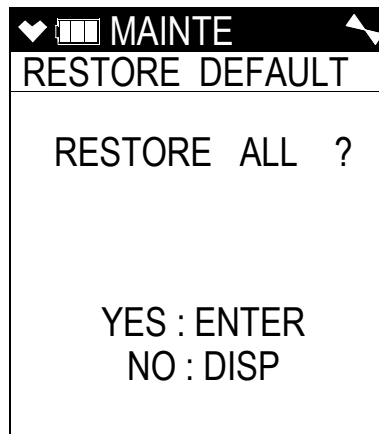 MAINTE
RESTORE DEFAULT
RESTORE ALL ?
YES : ENTER
NO : DISP